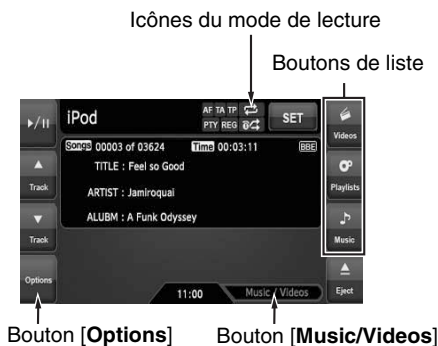 Icônes du mode de lecture
Boutons de liste
iPod
AF TA TP
PTY REG
SET
Videos
Songs 00003 of 03624 Time 00:03:11 BBE
TITLE : Feel so Good
Track
ARTIST : Jamiroquai
Playlists
ALUBM : A Funk Odyssey
Track
Music
Options
11:00
Music / Videos
Eject
Bouton [Options]
Bouton [Music/Videos]